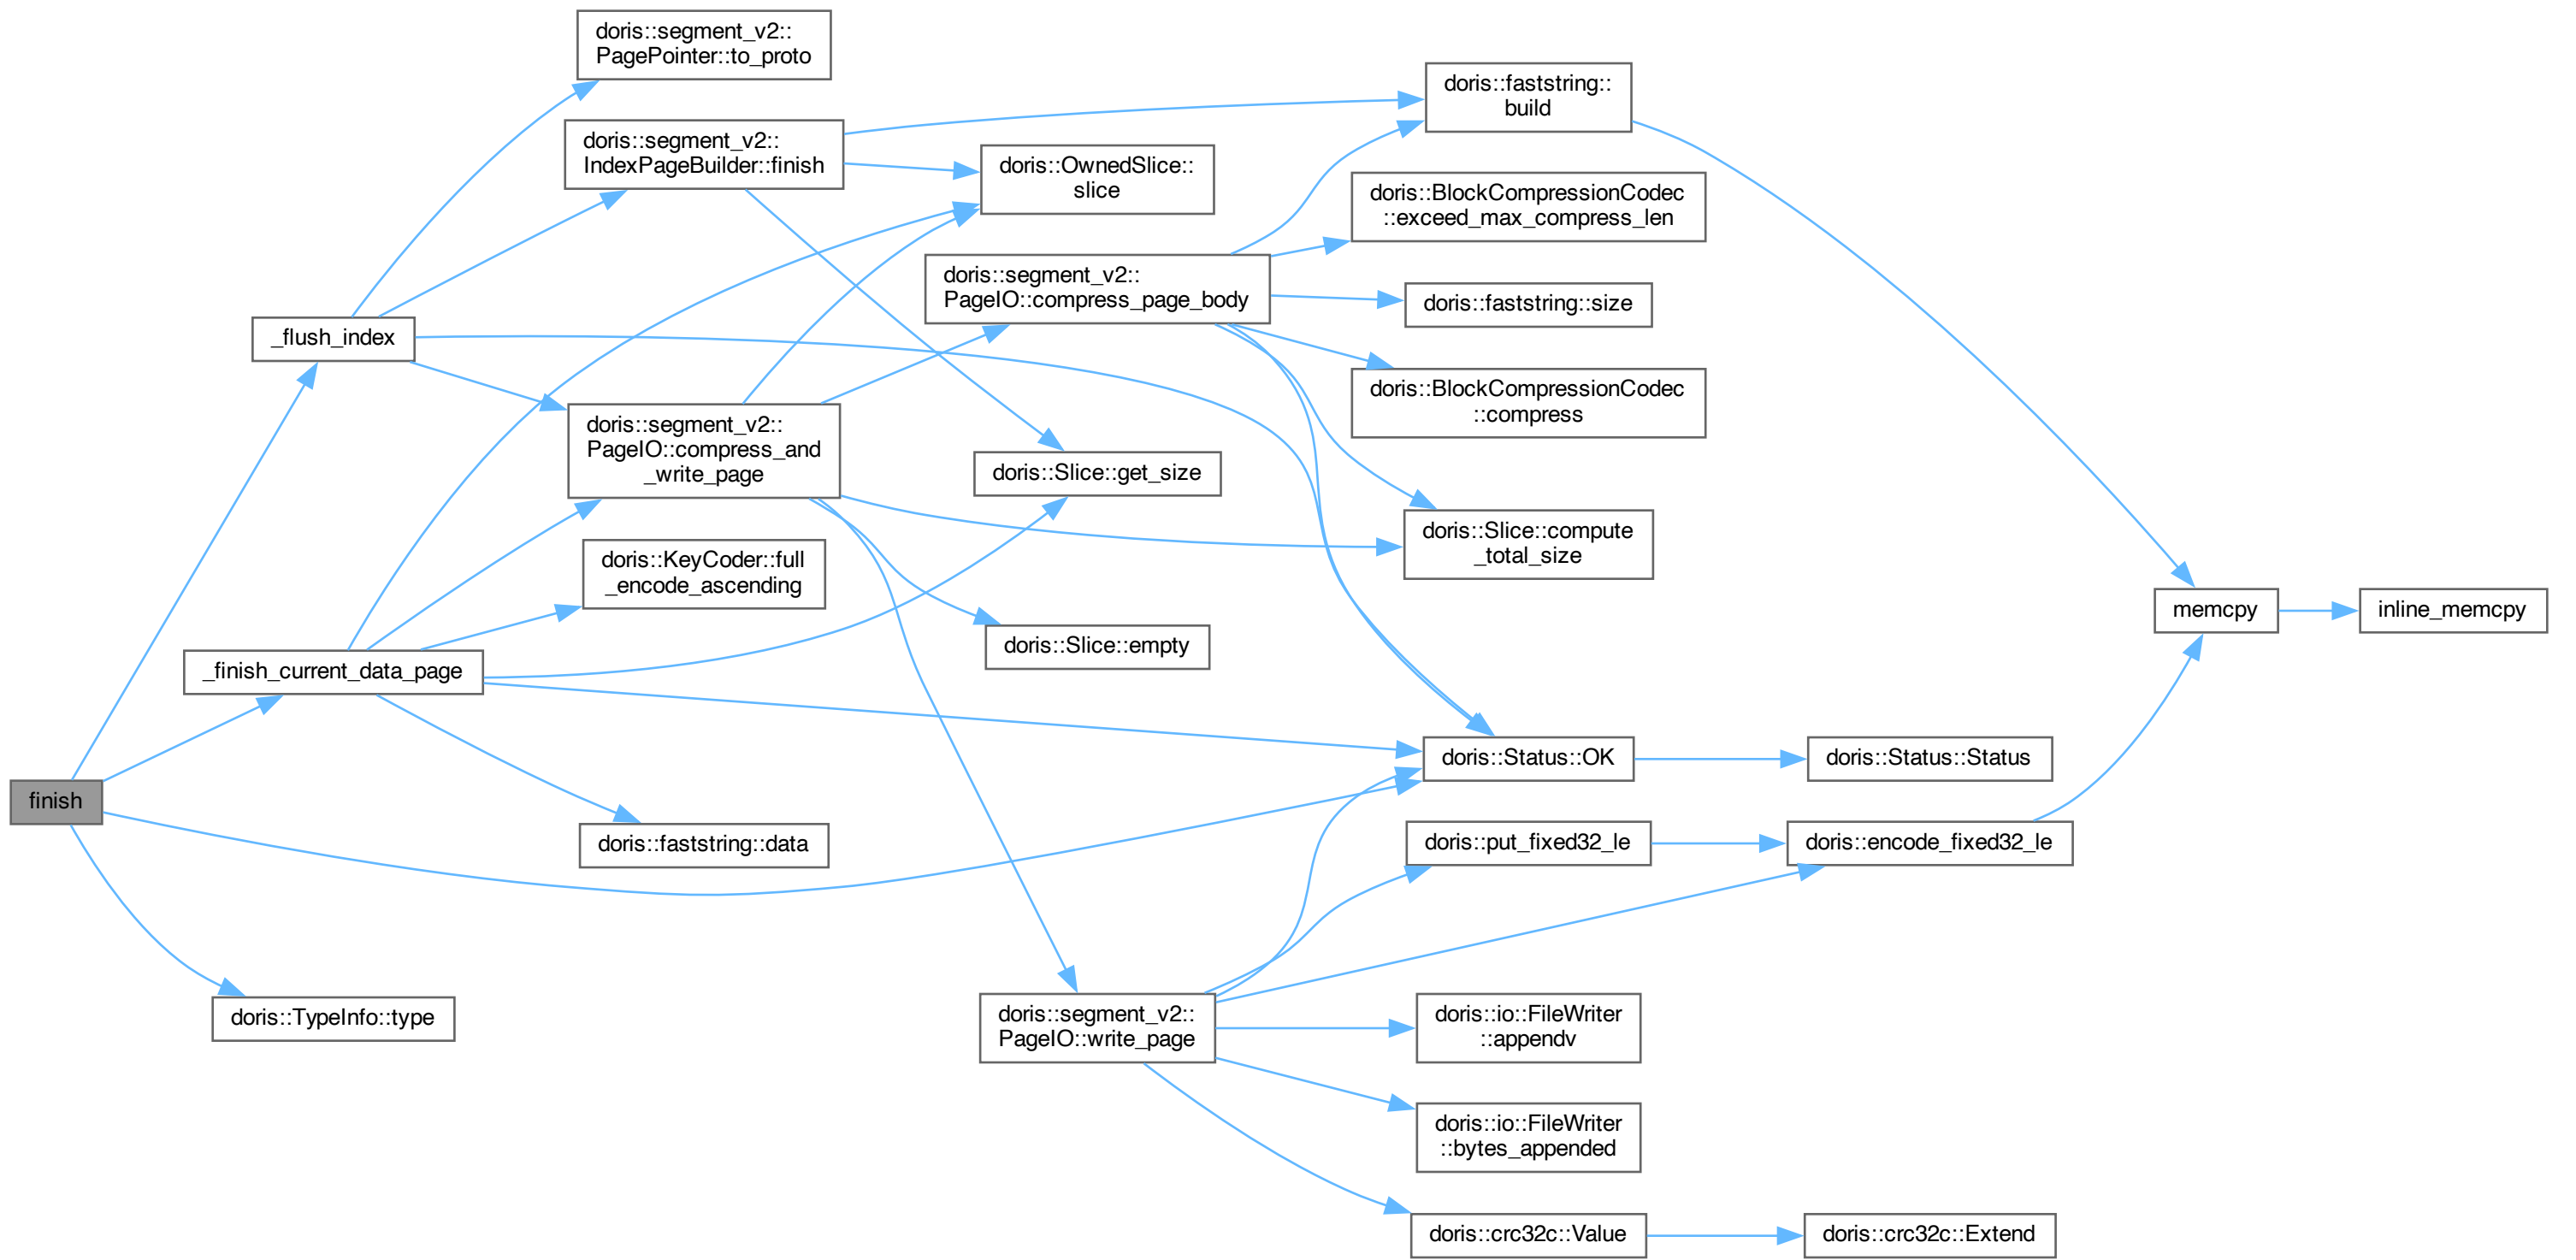 doris::segment_v2::
PagePointer::to_proto
doris::segment_v2::
IndexPageBuilder::finish
doris::faststring::
build
doris::OwnedSlice::
slice
doris::BlockCompressionCodec
::exceed_max_compress_len
doris::segment_v2::
PageIO::compress_page_body
doris::faststring::size
_flush_index
doris::BlockCompressionCodec
::compress
doris::segment_v2::
PageIO::compress_and
_write_page
doris::Slice::get_size
doris::Slice::compute
_total_size
doris::KeyCoder::full
_encode_ascending
memcpy
inline_memcpy
doris::Slice::empty
_finish_current_data_page
doris::Status::OK
doris::Status::Status
finish
doris::faststring::data
doris::put_fixed32_le
doris::encode_fixed32_le
doris::TypeInfo::type
doris::segment_v2::
PageIO::write_page
doris::io::FileWriter
::appendv
doris::io::FileWriter
::bytes_appended
doris::crc32c::Value
doris::crc32c::Extend